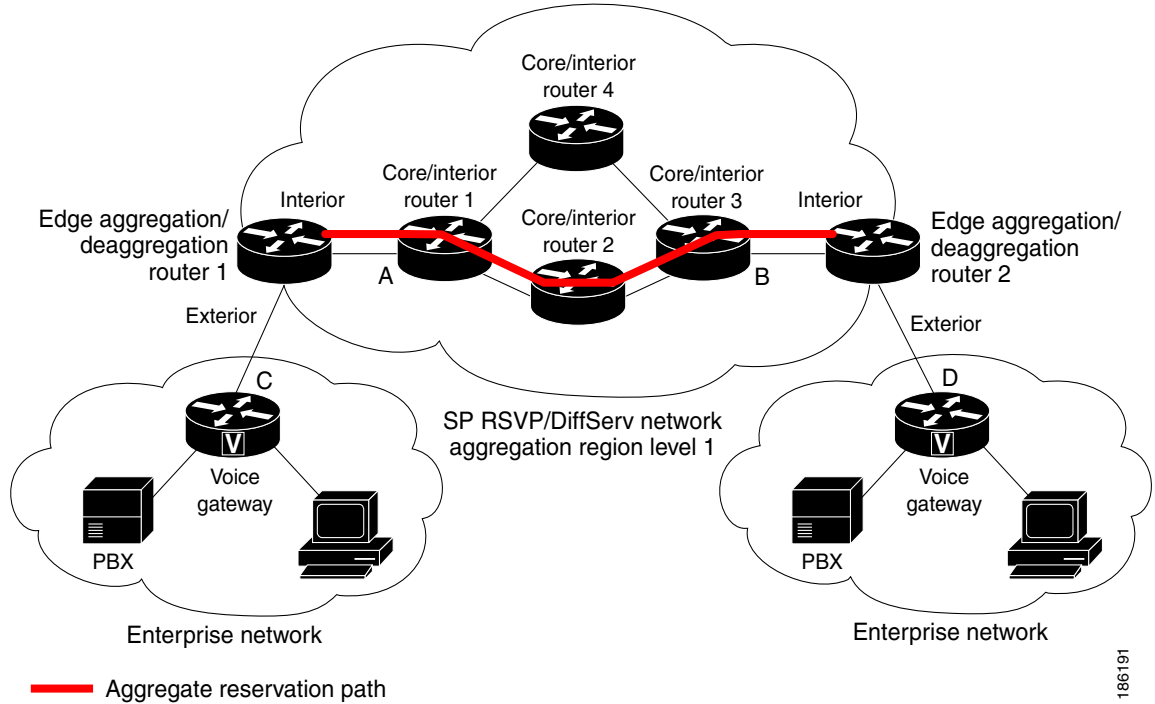 Core/interior
router 4
Core/interior
router 1
Core/interior
router 3
Interior
Interior
Core/interior
router 2
Edge aggregation/
deaggregation
router 1
Edge aggregation/
deaggregation
router 2
A
B
Exterior
Exterior
C
D
SP RSVP/DiffServ network
aggregation region level 1
V
V
Voice
gateway
Voice
gateway
PBX
PBX
Enterprise network
Enterprise network
Aggregate reservation path
186191